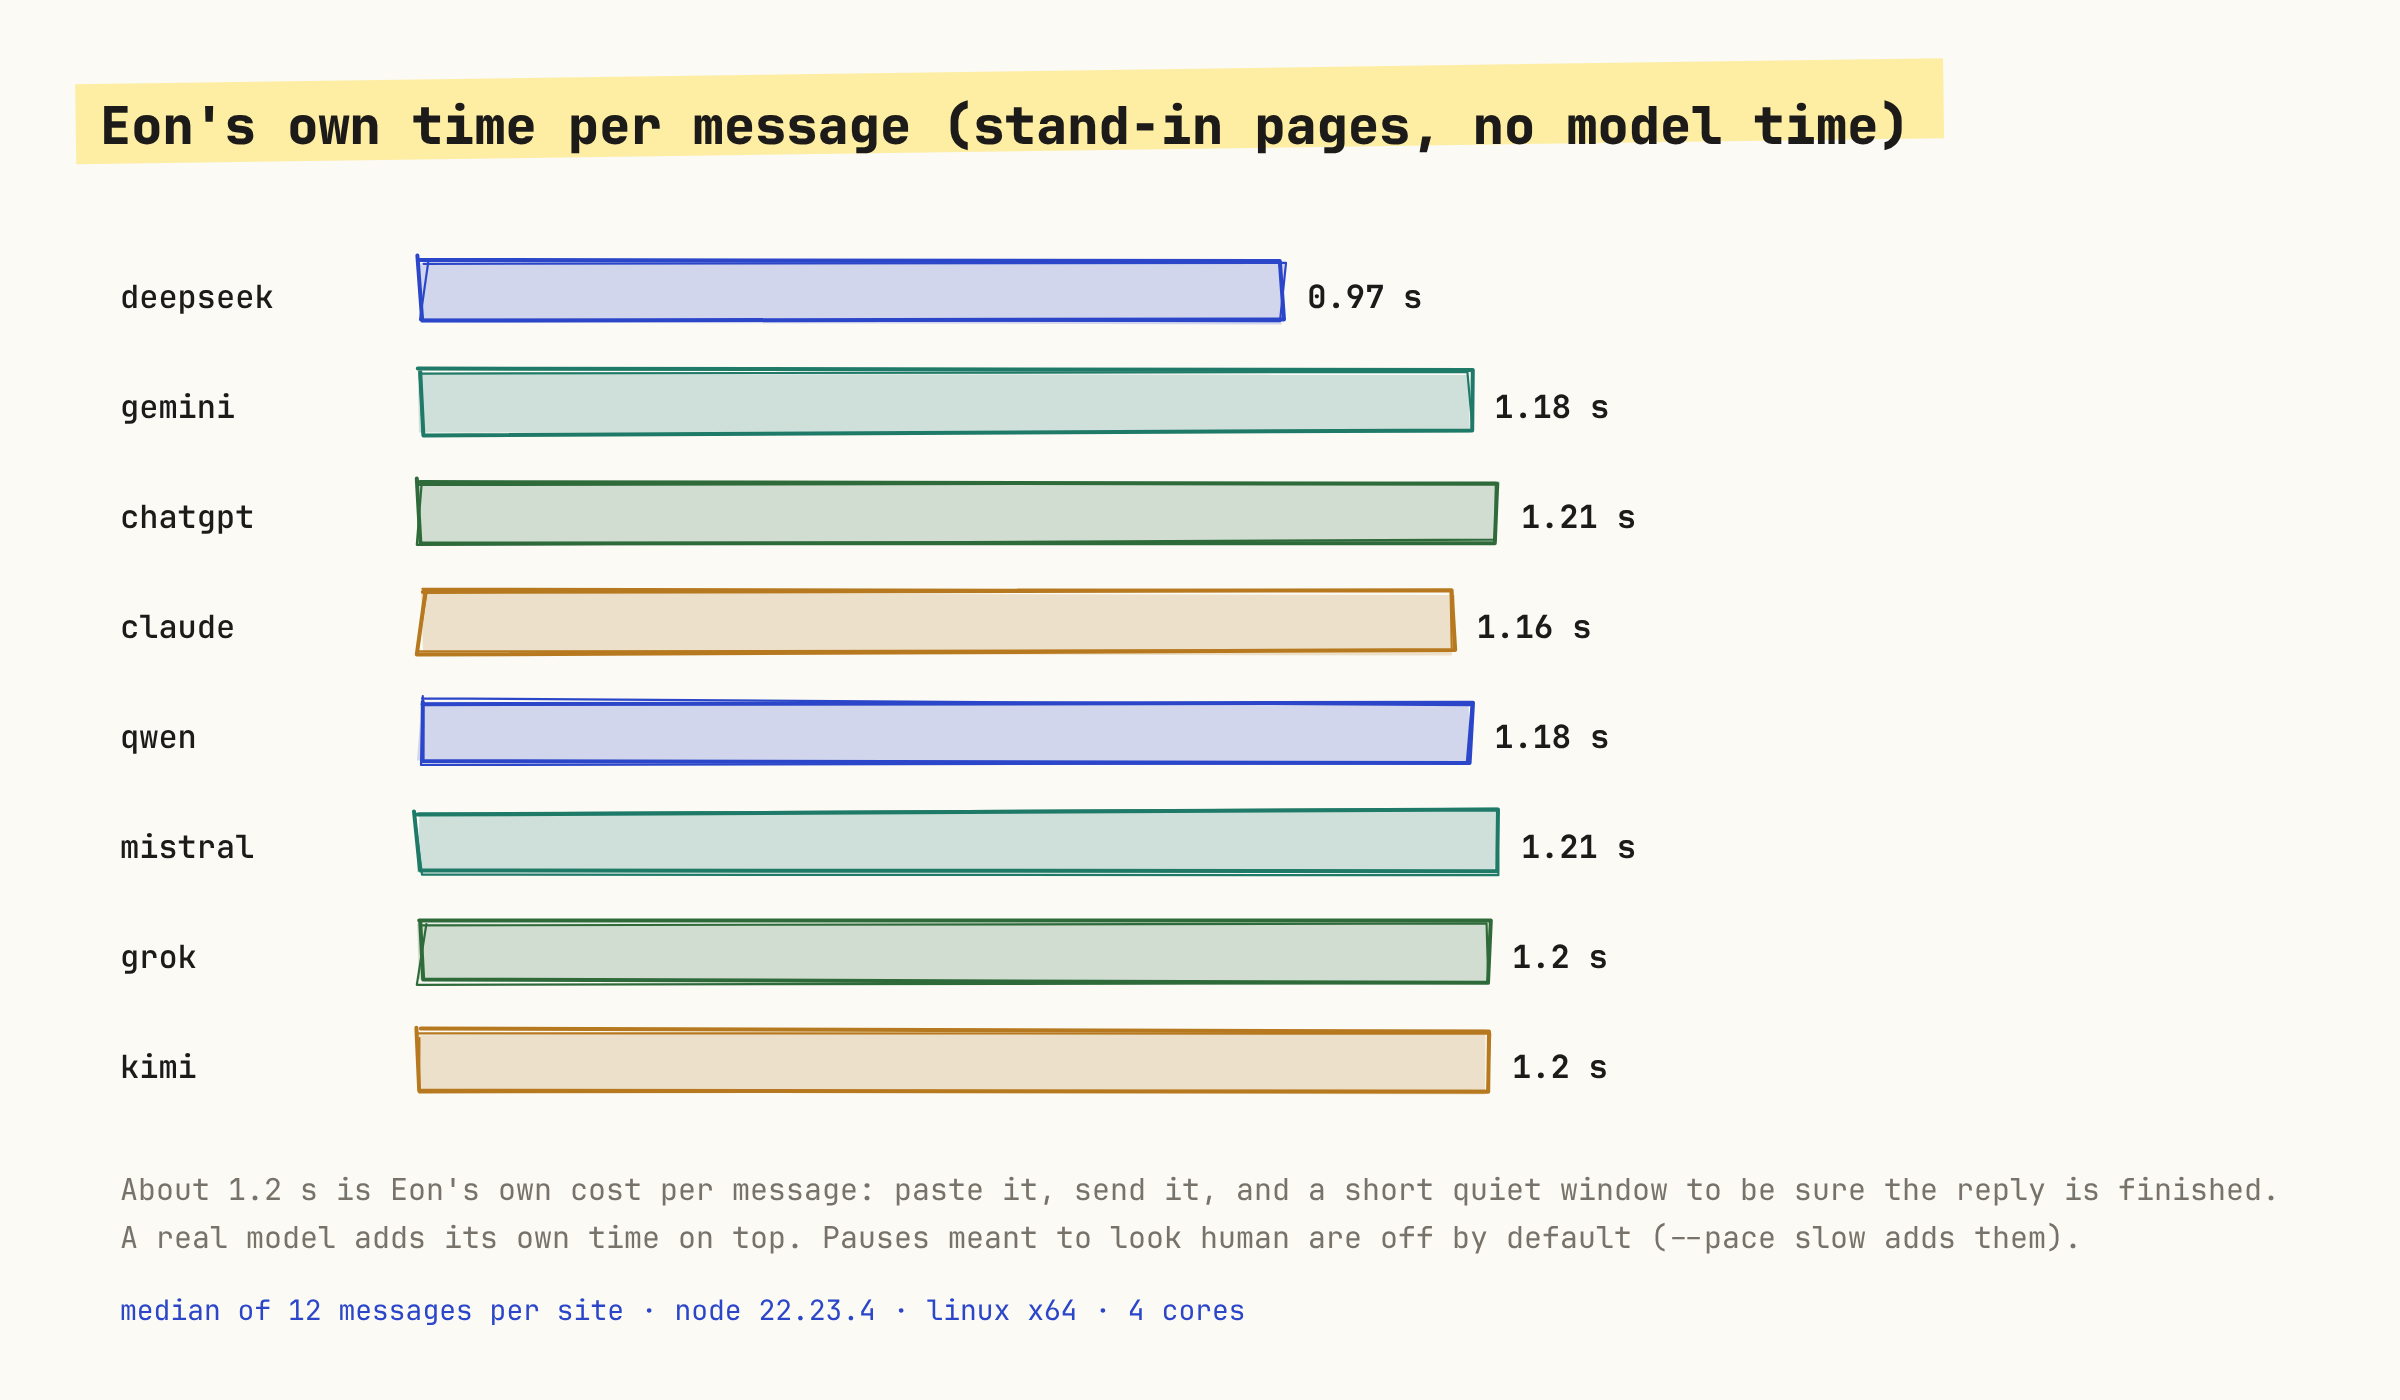 Eon's own time per message (stand-in pages, no model time)
deepseek 0.97 s
gemini 1.18 s
chatgpt 1.21 s
claude 1.16 s
qwen 1.18 s
mistral 1.21 s
grok 1.2 s
kimi 1.2 s
About 1.2 s is Eon's own cost per message: paste it, send it, and a short quiet window to be sure the reply is finished.
A real model adds its own time on top. Pauses meant to look human are off by default (--pace slow adds them).
median of 12 messages per site · node 22.23.4 · linux x64 · 4 cores